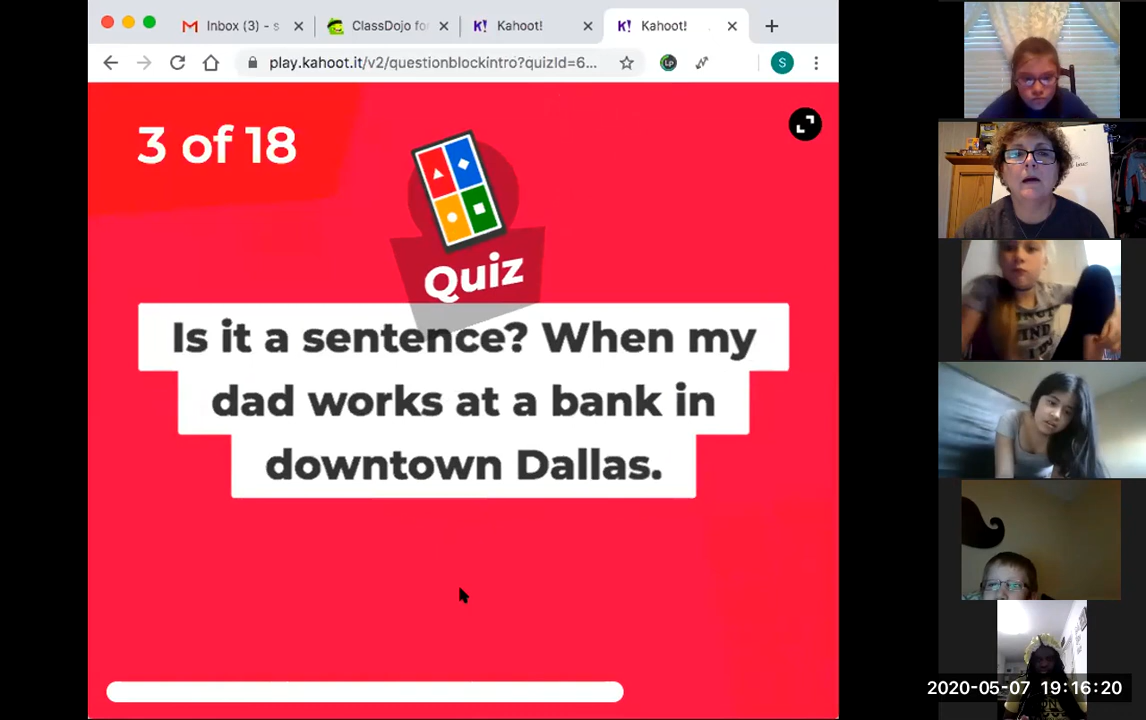 Inbox (3) - s
ClassDojo for
Kahoot!
Kahoot!
play.kahoot.it/v2/questionblockintro?quizId=6...
Lp
S
3 of 18
Quiz
Is it a sentence? When my
dad works at a bank in
downtown Dallas.
2020-05-07 19:16:20